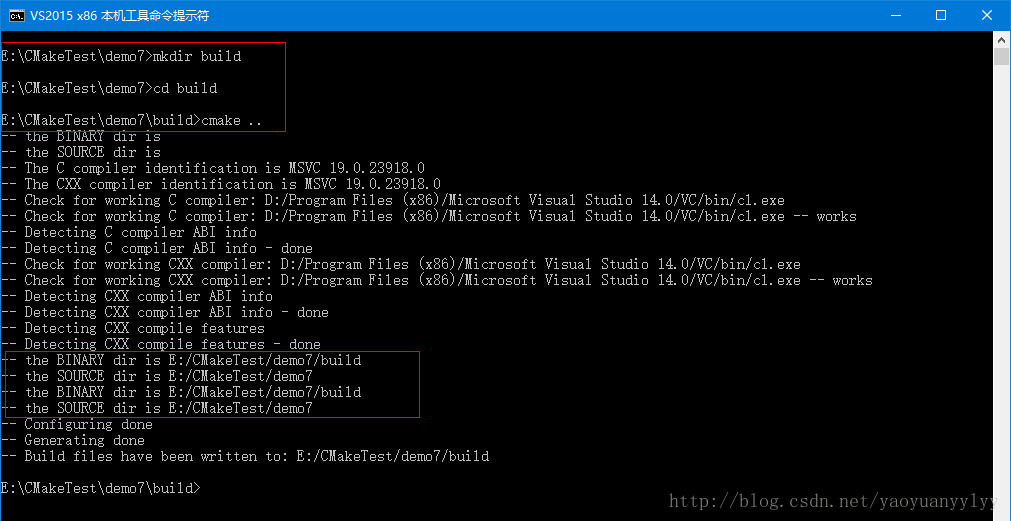 VS2015 x86 本机工具命令提示符
E:\CMakeTest\demo7>mkdir build
E:\CMakeTest\demo7>cd build
E:\CMakeTest\demo7\build>cmake ..
-- the BINARY dir is
-- the SOURCE dir is
-- The C compiler identification is MSVC 19.0.23918.0
-- The CXX compiler identification is MSVC 19.0.23918.0
-- Check for working C compiler: D:/Program Files (x86)/Microsoft Visual Studio 14.0/VC/bin/cl.exe
-- Check for working C compiler: D:/Program Files (x86)/Microsoft Visual Studio 14.0/VC/bin/cl.exe -- works
-- Detecting C compiler ABI info
-- Detecting C compiler ABI info - done
-- Check for working CXX compiler: D:/Program Files (x86)/Microsoft Visual Studio 14.0/VC/bin/cl.exe
-- Check for working CXX compiler: D:/Program Files (x86)/Microsoft Visual Studio 14.0/VC/bin/cl.exe -- works
-- Detecting CXX compiler ABI info
-- Detecting CXX compiler ABI info - done
-- Detecting CXX compile features
-- Detecting CXX compile features - done
-- the BINARY dir is E:/CMakeTest/demo7/build
-- the SOURCE dir is E:/CMakeTest/demo7
-- the BINARY dir is E:/CMakeTest/demo7/build
-- the SOURCE dir is E:/CMakeTest/demo7
-- Configuring done
-- Generating done
-- Build files have been written to: E:/CMakeTest/demo7/build
E:\CMakeTest\demo7\build>
http://blog.csdn.net/yaoyuanyylyy